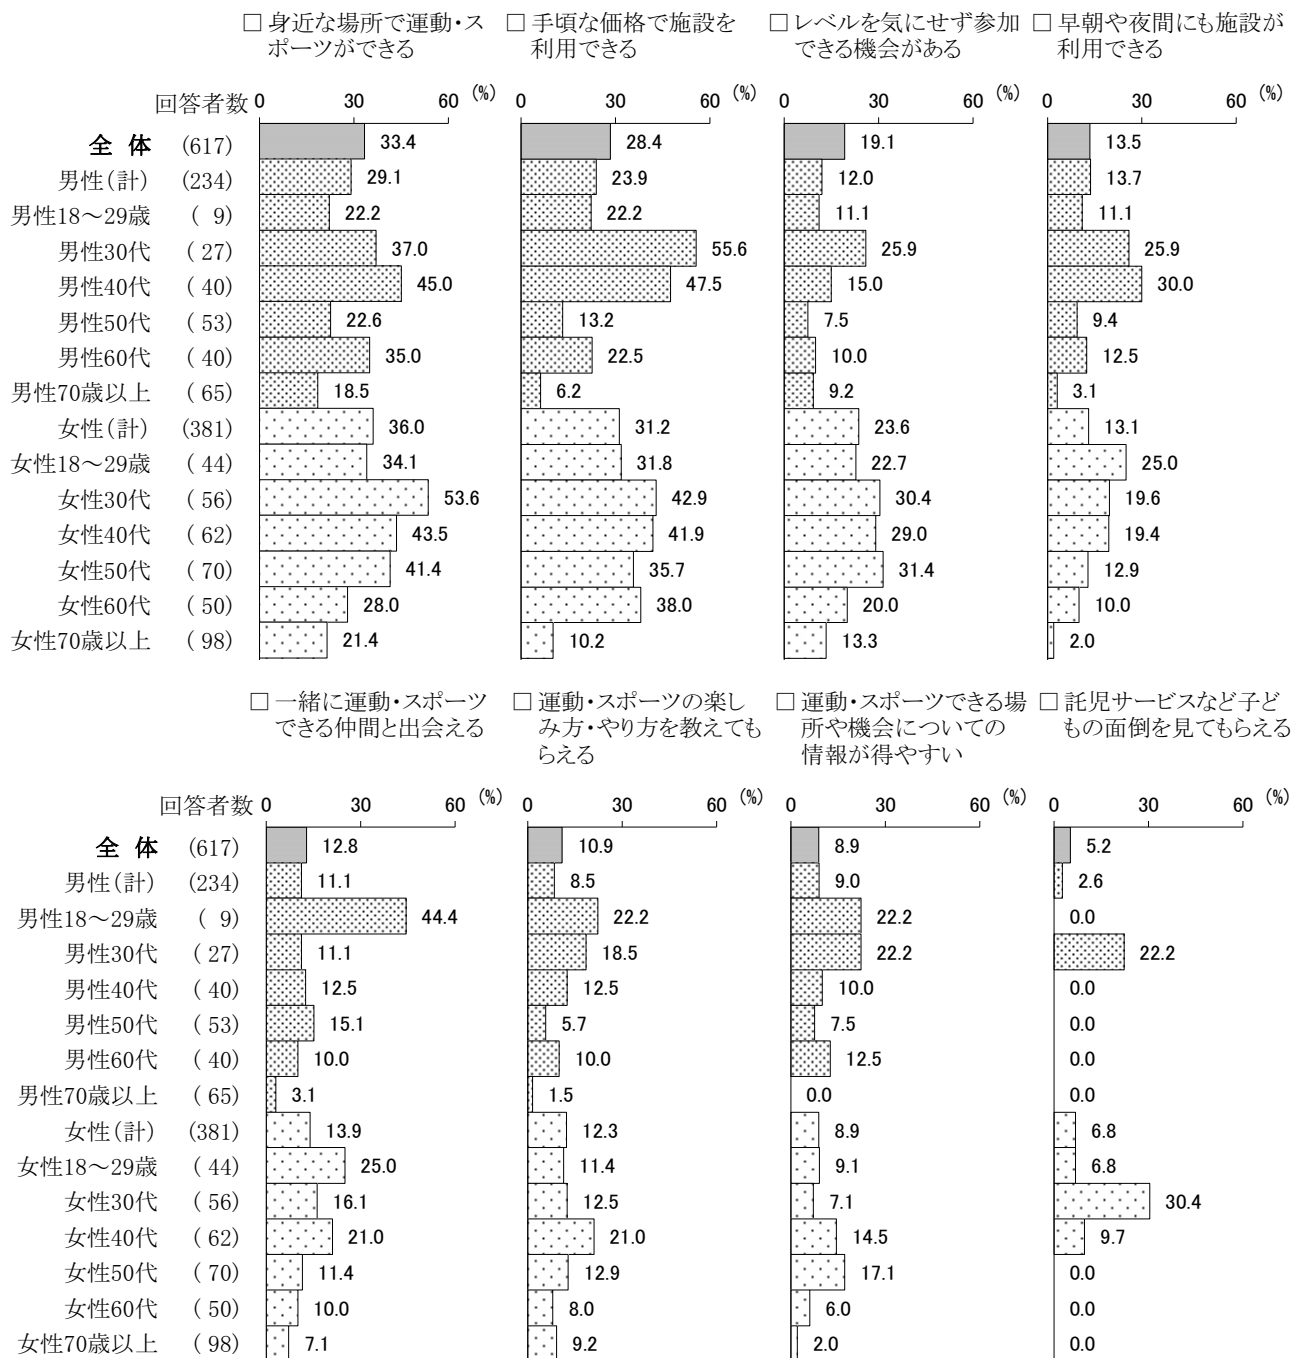 □ 身近な場所で運動・ス
ポーツができる
□ 手頃な価格で施設を
利用できる
□ レベルを気にせず参加
できる機会がある
□ 早朝や夜間にも施設が
利用できる
回答者数 0 30 60 (%) 0 30 60 (%) 0 30 60 (%) 0 30 60 (%)
全 体 (617) 33.4 28.4 19.1 13.5
男性(計) (234) 29.1 23.9 12.0 13.7
男性18～29歳 ( 9) 22.2 22.2 11.1 11.1
男性30代 ( 27) 37.0 55.6 25.9 25.9
男性40代 ( 40) 45.0 47.5 15.0 30.0
男性50代 ( 53) 22.6 13.2 7.5 9.4
男性60代 ( 40) 35.0 22.5 10.0 12.5
男性70歳以上 ( 65) 18.5 6.2 9.2 3.1
女性(計) (381) 36.0 31.2 23.6 13.1
女性18～29歳 ( 44) 34.1 31.8 22.7 25.0
女性30代 ( 56) 53.6 42.9 30.4 19.6
女性40代 ( 62) 43.5 41.9 29.0 19.4
女性50代 ( 70) 41.4 35.7 31.4 12.9
女性60代 ( 50) 28.0 38.0 20.0 10.0
女性70歳以上 ( 98) 21.4 10.2 13.3 2.0
□ 一緒に運動・スポーツ
できる仲間と出会える
□ 運動・スポーツの楽し
み方・やり方を教えても
らえる
□ 運動・スポーツできる場
所や機会についての
情報が得やすい
□ 託児サービスなど子ど
もの面倒を見てもらえる
回答者数 0 30 60 (%) 0 30 60 (%) 0 30 60 (%) 0 30 60 (%)
全 体 (617) 12.8 10.9 8.9 5.2
男性(計) (234) 11.1 8.5 9.0 2.6
男性18～29歳 ( 9) 44.4 22.2 22.2 0.0
男性30代 ( 27) 11.1 18.5 22.2 22.2
男性40代 ( 40) 12.5 12.5 10.0 0.0
男性50代 ( 53) 15.1 5.7 7.5 0.0
男性60代 ( 40) 10.0 10.0 12.5 0.0
男性70歳以上 ( 65) 3.1 1.5 0.0 0.0
女性(計) (381) 13.9 12.3 8.9 6.8
女性18～29歳 ( 44) 25.0 11.4 9.1 6.8
女性30代 ( 56) 16.1 12.5 7.1 30.4
女性40代 ( 62) 21.0 21.0 14.5 9.7
女性50代 ( 70) 11.4 12.9 17.1 0.0
女性60代 ( 50) 10.0 8.0 6.0 0.0
女性70歳以上 ( 98) 7.1 9.2 2.0 0.0